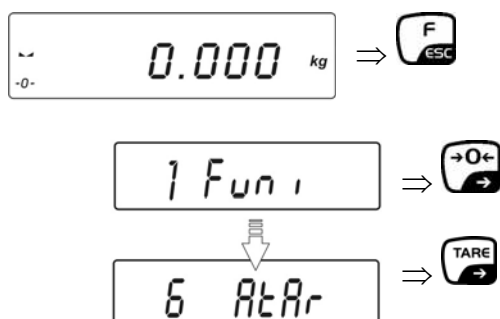 0.000 kg ⇒ F ESC
-0-
1 Funi ⇒ →0←
6 AtAr ⇒ TARE